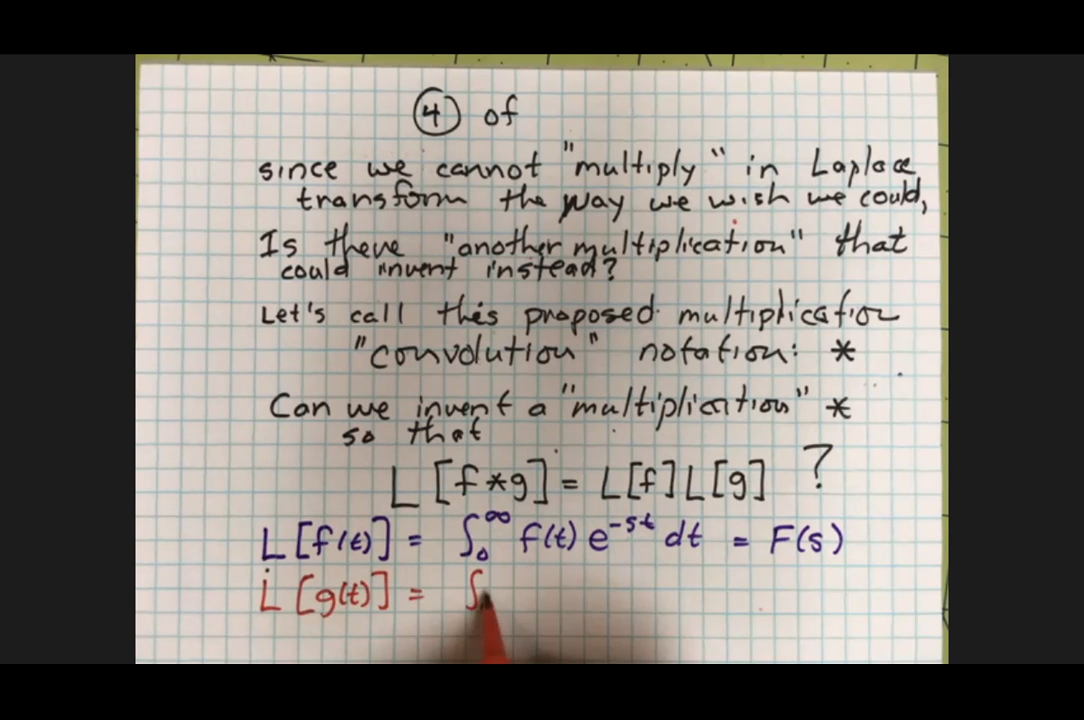 ④ of
since we cannot "multiply" in Laplace
transform the way we wish we could,
Is there "another multiplication" that
could invent instead?
Let's call this proposed multiplication
"convolution" notation: *
Can we invent a "multiplication" *
so that
L[f*g] = L[f]L[g] ?
L[f(t)] = ∫₀^∞ f(t) e^-st dt = F(s)
L[g(t)] = ∫